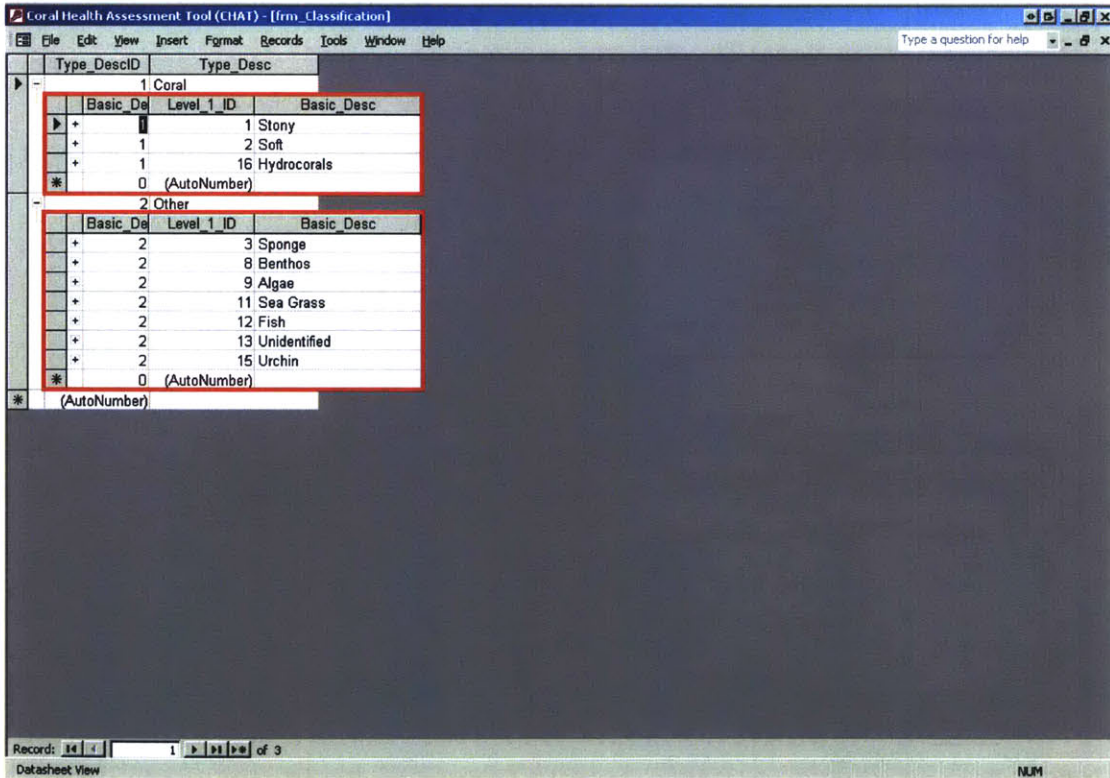 Coral Health Assessment Tool (CHAT) - [frm_Classification]
File Edit View Insert Format Records Tools Window Help Type a question for help
Type_DescID Type_Desc
1 Coral
Basic_De Level_1_ID Basic_Desc
1 1 Stony
1 2 Soft
1 16 Hydrocorals
0 (AutoNumber)
2 Other
Basic_De Level_1_ID Basic_Desc
2 3 Sponge
2 8 Benthos
2 9 Algae
2 11 Sea Grass
2 12 Fish
2 13 Unidentified
2 15 Urchin
0 (AutoNumber)
(AutoNumber)
Record: 1 of 3
Datasheet View NUM